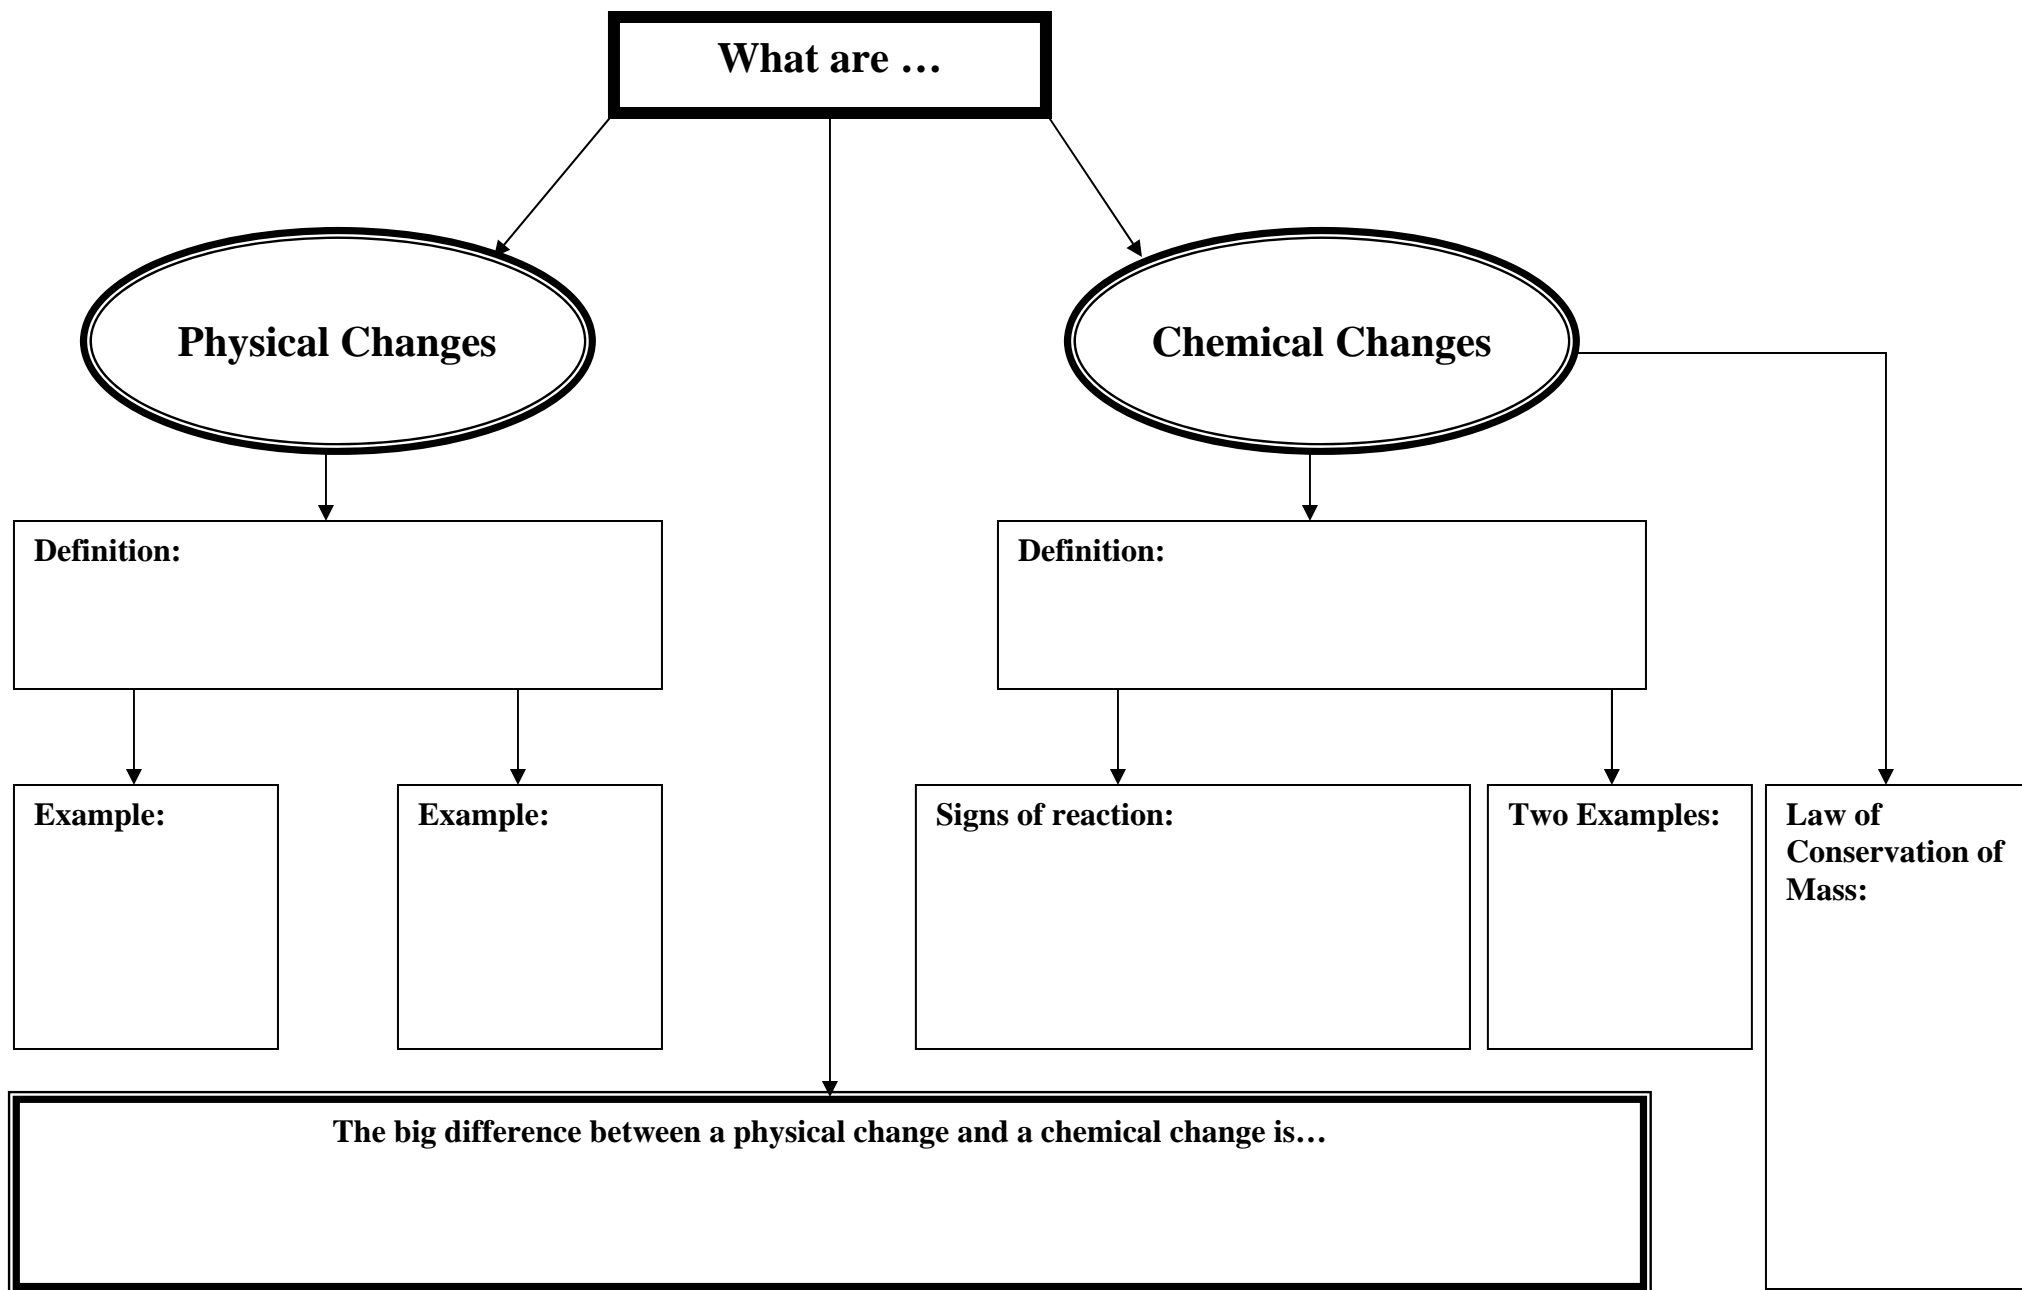 What are …
Physical Changes
Chemical Changes
Definition:
Definition:
Example:
Example:
Signs of reaction:
Two Examples:
Law of
Conservation of
Mass:
The big difference between a physical change and a chemical change is…